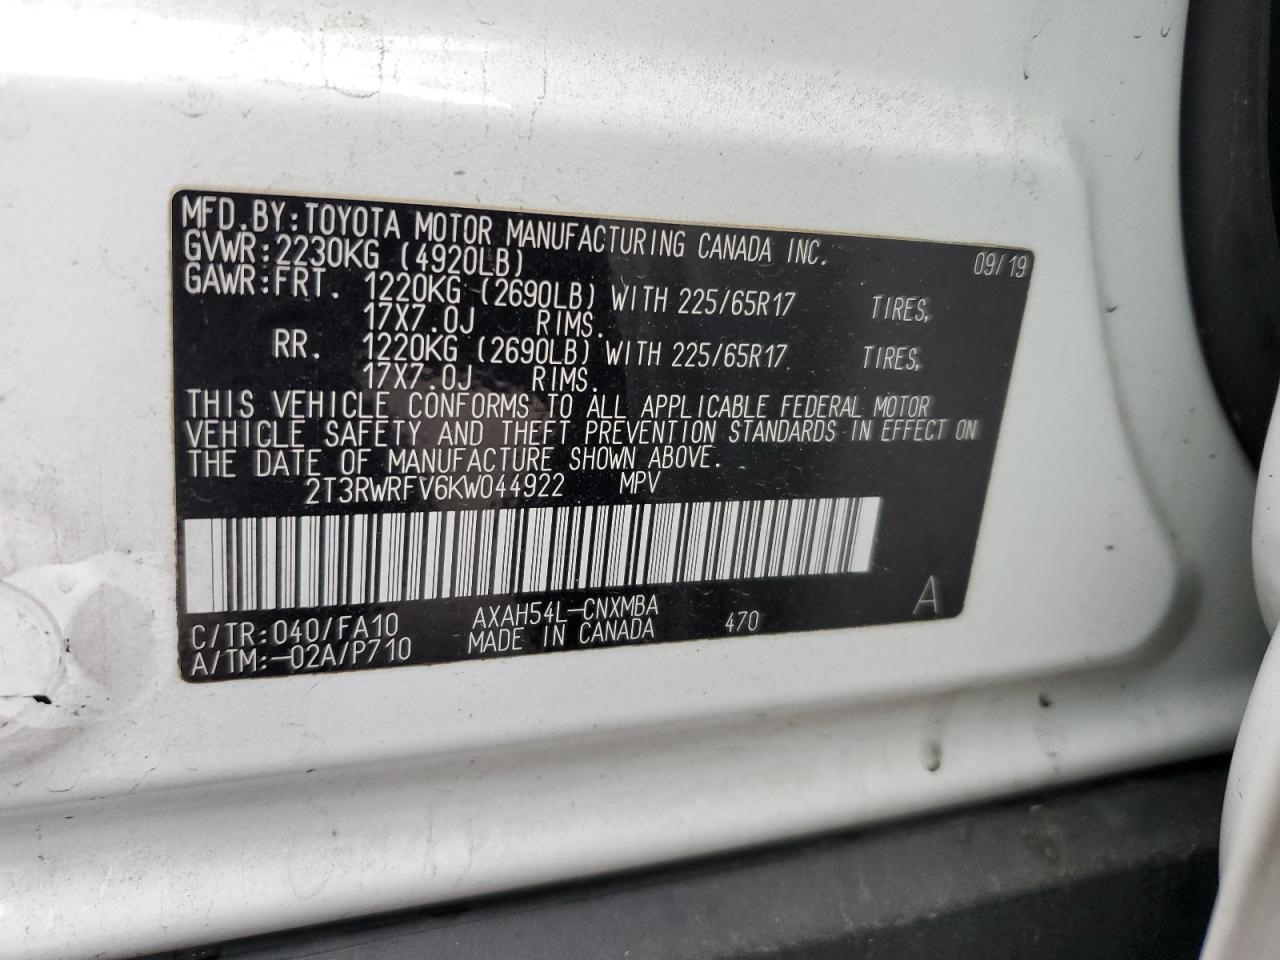 MFD.BY:TOYOTA MOTOR MANUFACTURING CANADA INC. 09/19
GVWR:2230KG (4920LB)
GAWR:FRT. 1220KG (2690LB) WITH 225/65R17 TIRES,
17X7.0J RIMS.
RR. 1220KG (2690LB) WITH 225/65R17 TIRES,
17X7.0J RIMS.
THIS VEHICLE CONFORMS TO ALL APPLICABLE FEDERAL MOTOR
VEHICLE SAFETY AND THEFT PREVENTION STANDARDS IN EFFECT ON
THE DATE OF MANUFACTURE SHOWN ABOVE.
2T3RWRFV6KW044922 MPV
C/TR:040/FA10 AXAH54L-CNXMBA 470 A
A/TM:-02A/P710 MADE IN CANADA